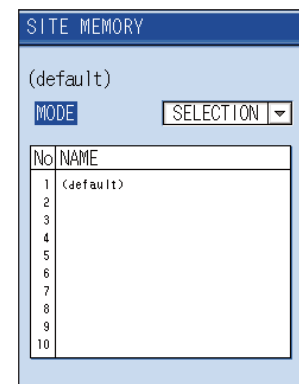 SITE MEMORY
(default)
MODE SELECTION
No NAME
1 (default)
2
3
4
5
6
7
8
9
10